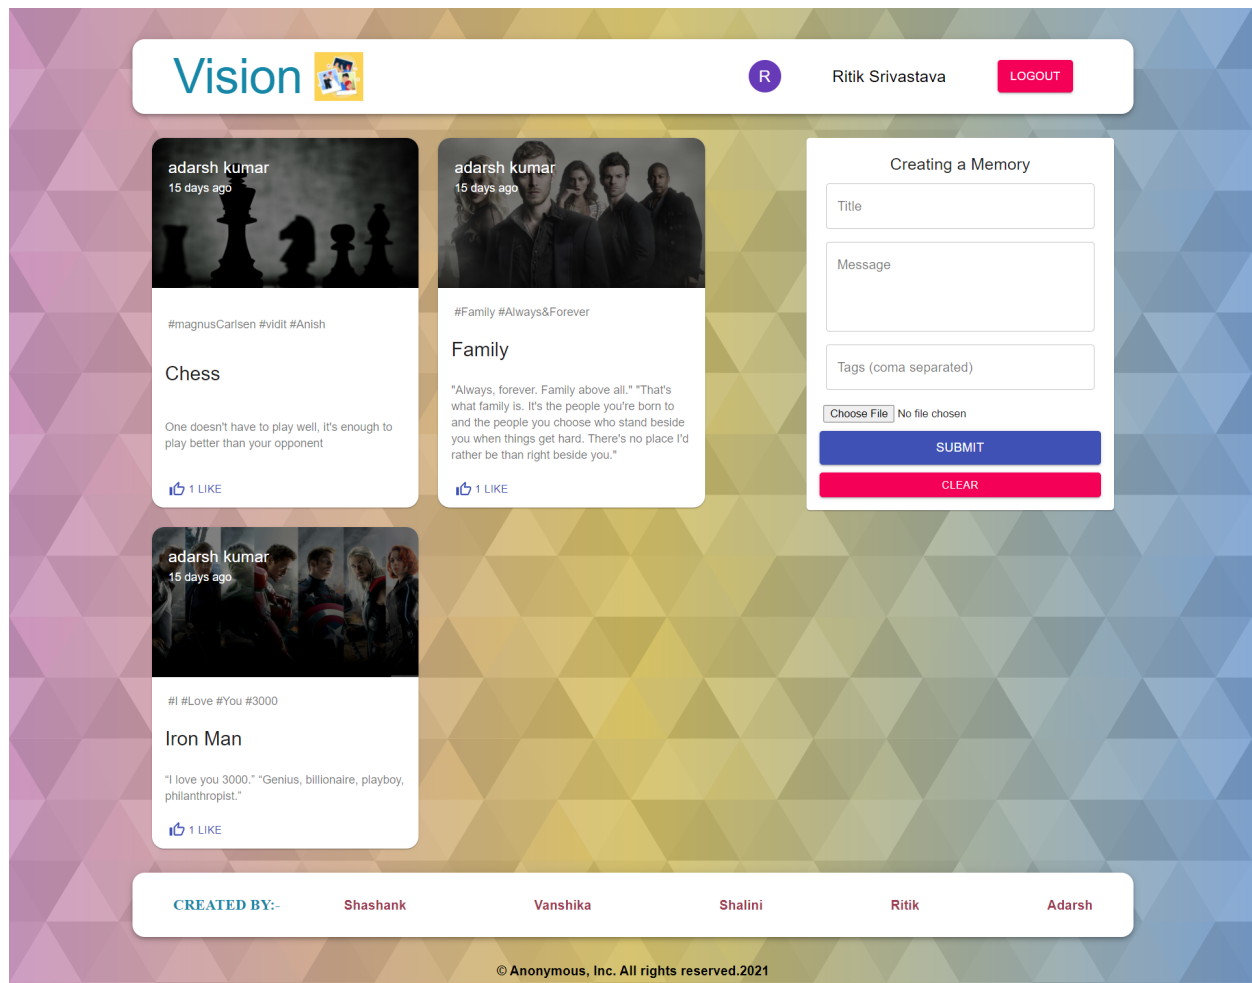 Vision
R
Ritik Srivastava
LOGOUT
adarsh kumar
15 days ago
#magnusCarlsen #vidit #Anish
Chess
One doesn't have to play well, it's enough to
play better than your opponent
1 LIKE
adarsh kumar
15 days ago
#Family #Always&Forever
Family
"Always, forever. Family above all." "That's
what family is. It's the people you're born to
and the people you choose who stand beside
you when things get hard. There's no place I'd
rather be than right beside you."
1 LIKE
Creating a Memory
Title
Message
Tags (coma separated)
Choose File No file chosen
SUBMIT
CLEAR
adarsh kumar
15 days ago
#I #Love #You #3000
Iron Man
“I love you 3000.” “Genius, billionaire, playboy,
philanthropist.”
1 LIKE
CREATED BY:- Shashank Vanshika Shalini Ritik Adarsh
© Anonymous, Inc. All rights reserved.2021